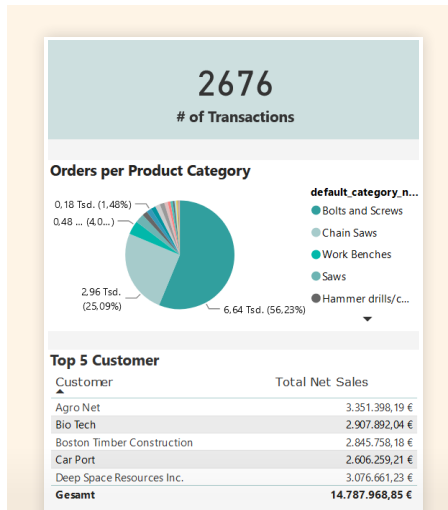 2676
# of Transactions
Orders per Product Category
default_category_n...
0,18 Tsd. (1,48%)
0,48 ... (4,0...)
2,96 Tsd.
(25,09%)
6,64 Tsd. (56,23%)
Bolts and Screws
Chain Saws
Work Benches
Saws
Hammer drills/c...
Top 5 Customer
Customer Total Net Sales
Agro Net 3.351.398,19 €
Bio Tech 2.907.892,04 €
Boston Timber Construction 2.845.758,18 €
Car Port 2.606.259,21 €
Deep Space Resources Inc. 3.076.661,23 €
Gesamt 14.787.968,85 €